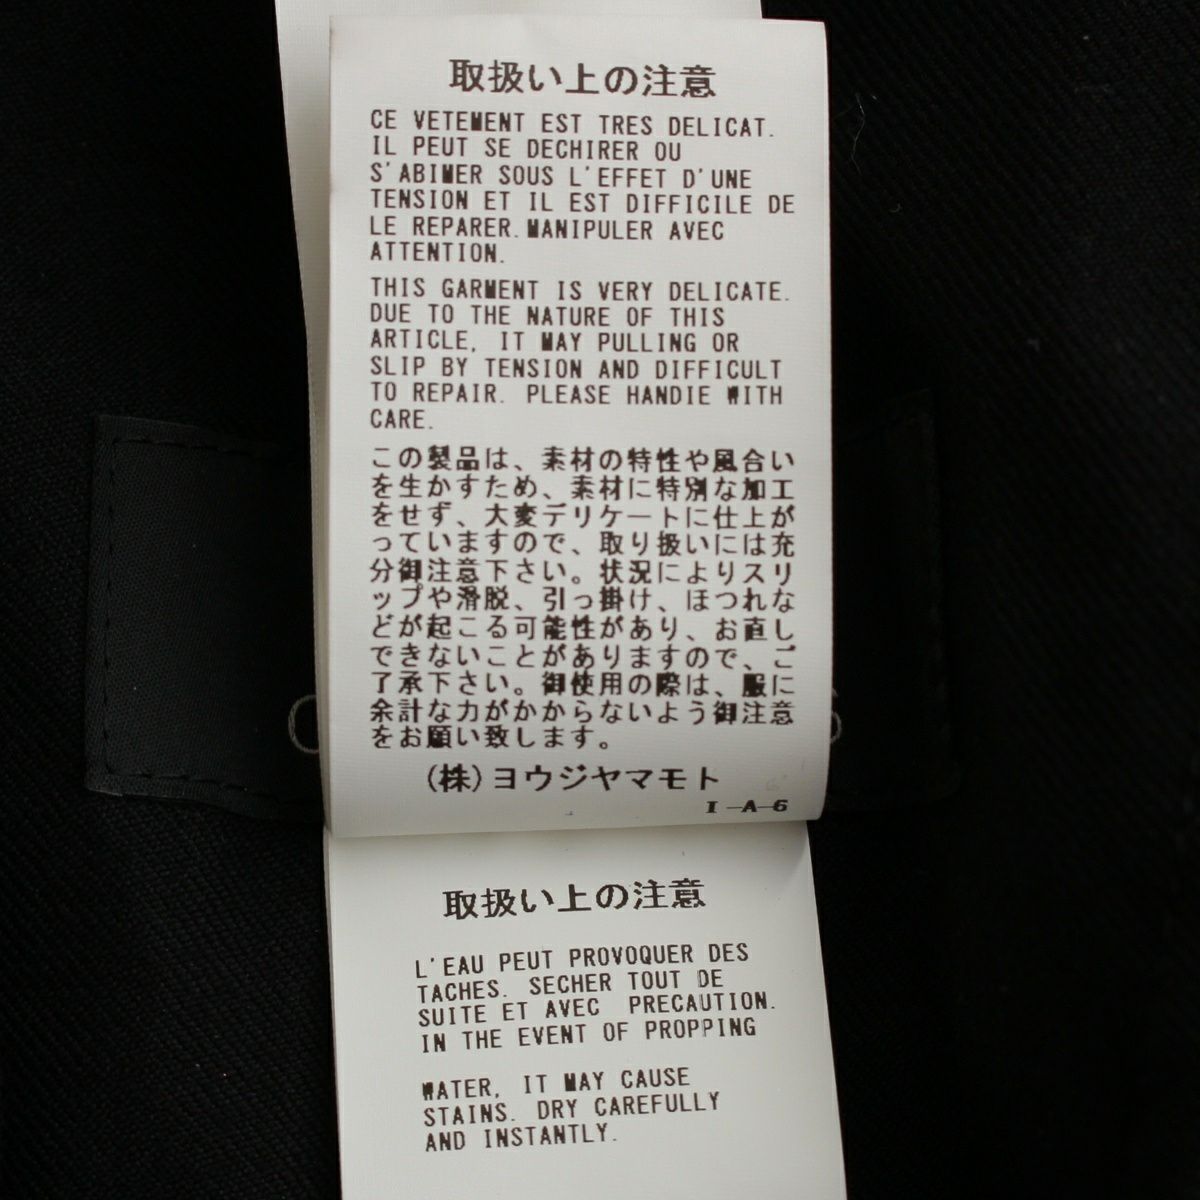 取扱い上の注意
CE VETEMENT EST TRES DELICAT.
IL PEUT SE DECHIRER OU
S'ABIMER SOUS L'EFFET D'UNE
TENSION ET IL EST DIFFICILE DE
LE REPARER.MANIPULER AVEC
ATTENTION.
THIS GARMENT IS VERY DELICATE.
DUE TO THE NATURE OF THIS
ARTICLE, IT MAY PULLING OR
SLIP BY TENSION AND DIFFICULT
TO REPAIR. PLEASE HANDIE WITH
CARE.
この製品は、素材の特性や風合い
を生かすため、素材に特別な加工
をせず、大変デリケートに仕上が
っていますので、取り扱いには充
分御注意下さい。状況によりスリ
ップや滑脱、引っ掛け、ほつれな
どが起こる可能性があり、お直し
できないことがありますので、ご
了承下さい。御使用の際は、服に
余計な力がかからないよう御注意
をお願い致します。
(株)ヨウジヤマモト
I-A-6
取扱い上の注意
L'EAU PEUT PROVOQUER DES
TACHES. SECHER TOUT DE
SUITE ET AVEC PRECAUTION.
IN THE EVENT OF PROPPING
WATER, IT MAY CAUSE
STAINS. DRY CAREFULLY
AND INSTANTLY.